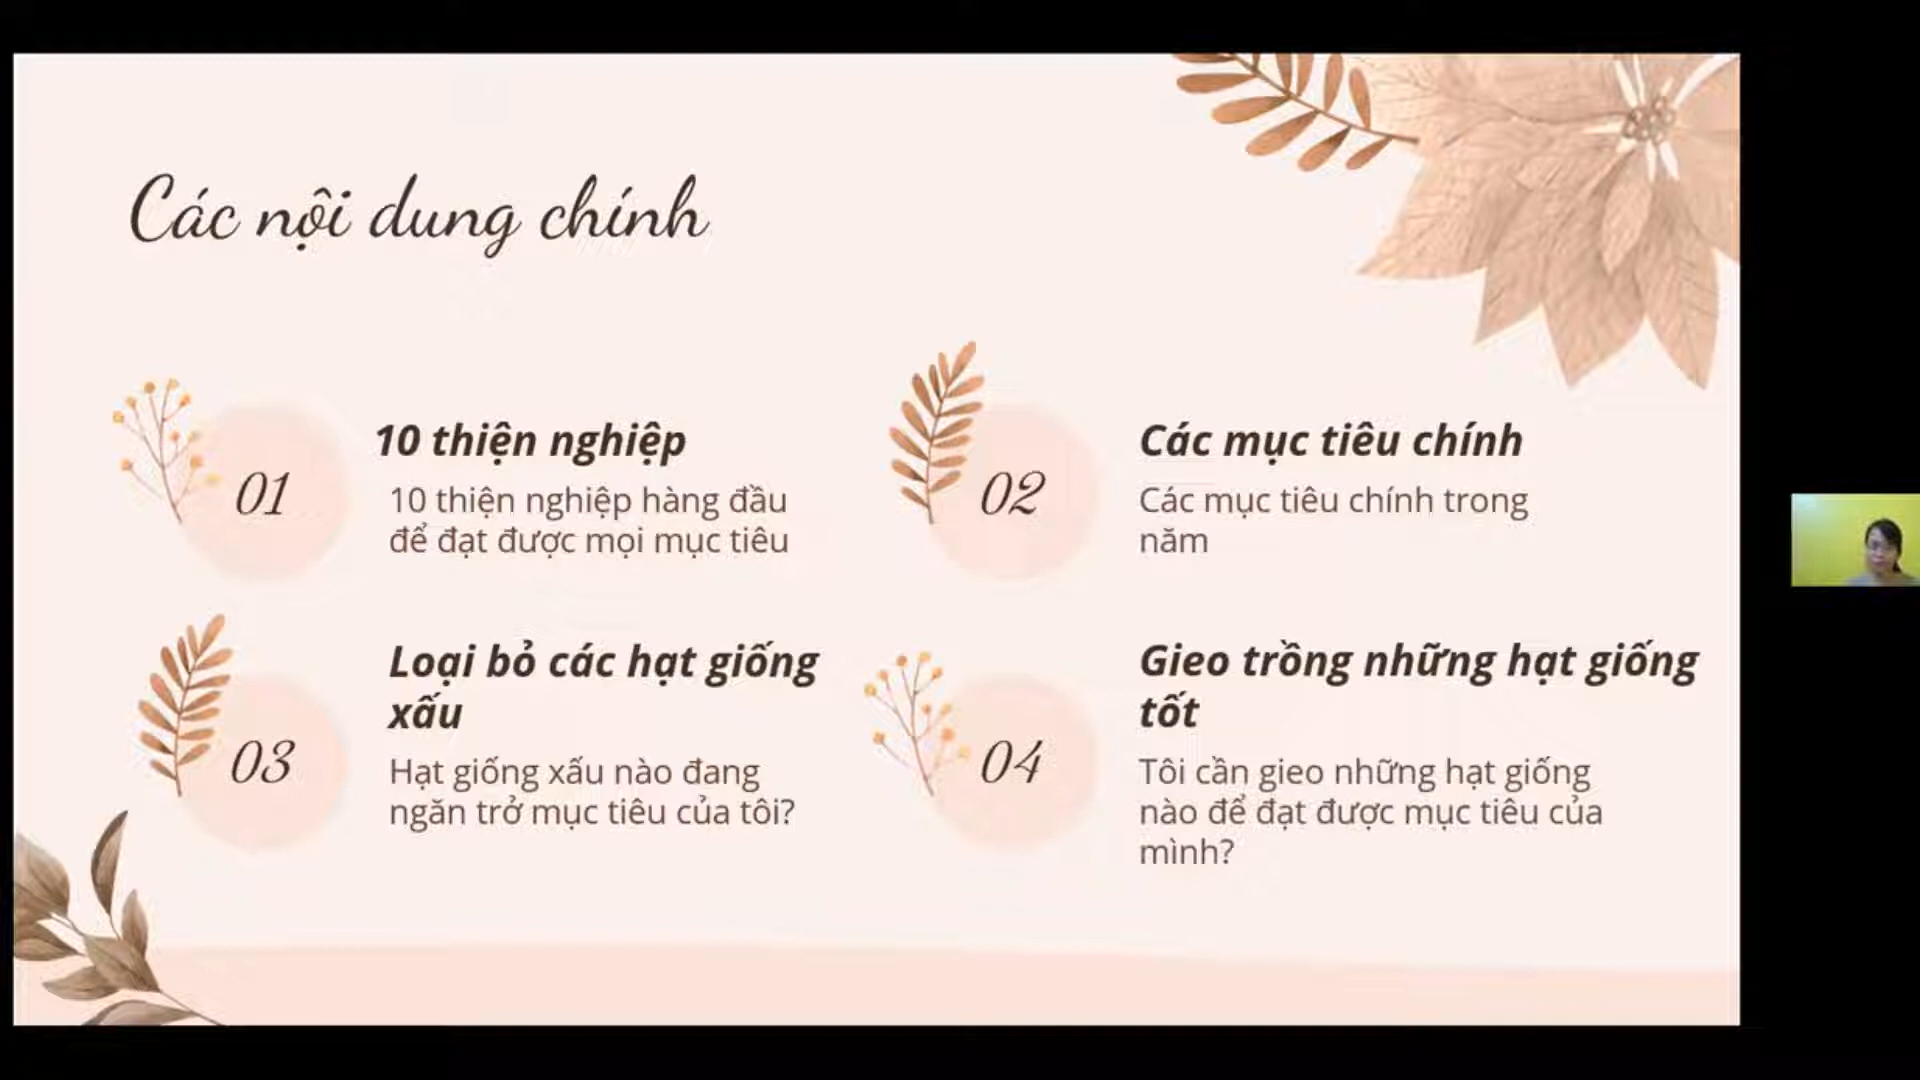 Các nội dung chính
01
10 thiện nghiệp
10 thiện nghiệp hàng đầu
để đạt được mọi mục tiêu
02
Các mục tiêu chính
Các mục tiêu chính trong
năm
03
Loại bỏ các hạt giống
xấu
Hạt giống xấu nào đang
ngăn trở mục tiêu của tôi?
04
Gieo trồng những hạt giống
tốt
Tôi cần gieo những hạt giống
nào để đạt được mục tiêu của
mình?